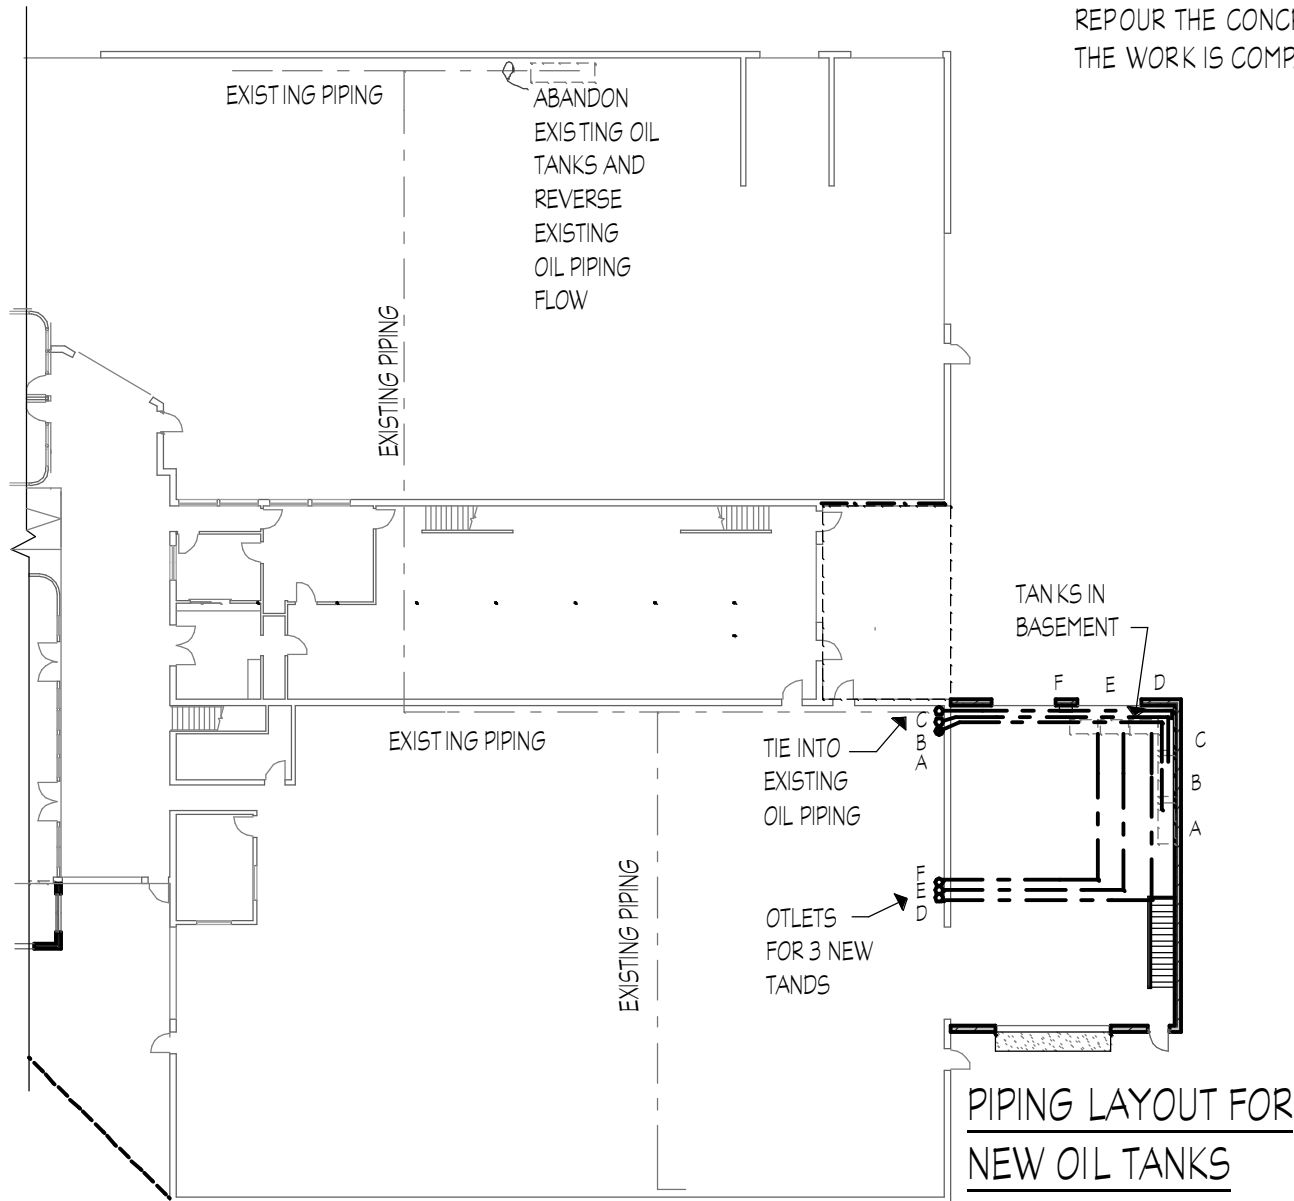 REPOUR THE CONCR
THE WORK IS COMP
EXISTING PIPING
ABANDON
EXISTING OIL
TANKS AND
REVERSE
EXISTING
OIL PIPING
FLOW
EXISTING PIPING
TANKS IN
BASEMENT
F E D
C
B
A
TIE INTO
EXISTING
OIL PIPING
C
B
A
EXISTING PIPING
EXISTING PIPING
F
E
D
OTLETS
FOR 3 NEW
TANDS
PIPING LAYOUT FOR
NEW OIL TANKS